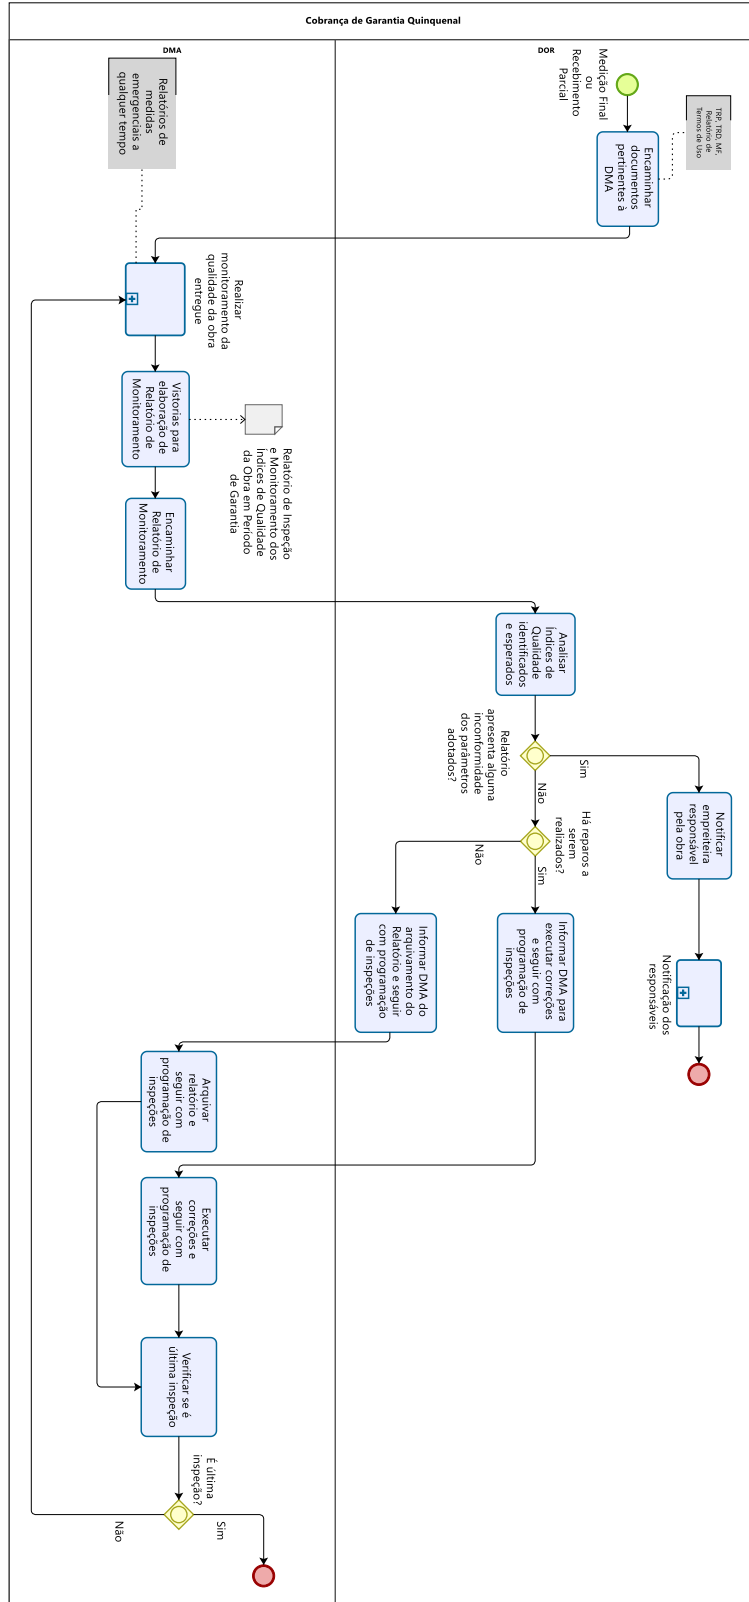 Cobrança de Garantia Quinquenal
DMA
DOR
Medição Final
ou
Recebimento
Parcial
TRP, TRD, MF,
Relatório de
Termos de Uso
Encaminhar
documentos
pertinentes à
DMA
Relatórios de
medidas
emergenciais a
qualquer tempo
Realizar
monitoramento da
qualidade da obra
entregue
Vistorias para
elaboração de
Relatório de
Monitoramento
Relatório de Inspeção
e Monitoramento dos
Índices de Qualidade
da Obra em Período
de Garantia
Encaminhar
Relatório de
Monitoramento
Analisar
Índices de
Qualidade
identificados
e esperados
Relatório
apresenta alguma
inconformidade
dos parâmetros
adotados?
Sim
Não
Notificar
empreiteira
responsável
pela obra
Notificação dos
responsáveis
Há reparos a
serem
realizados?
Sim
Não
Informar DMA para
executar correções
e seguir com
programação de
inspeções
Informar DMA do
arquivamento do
Relatório e seguir
com programação
de inspeções
Arquivar
relatório e
seguir com
programação de
inspeções
Executar
correções e
seguir com
programação de
inspeções
Verificar se é
última inspeção
É última
inspeção?
Sim
Não